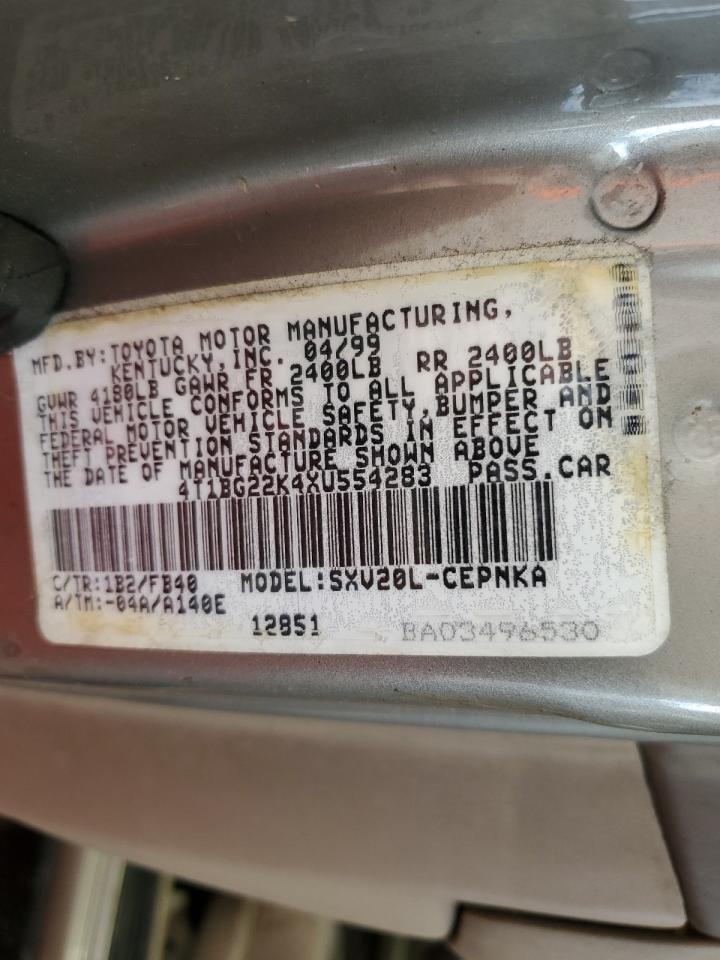 MFD.BY:TOYOTA MOTOR MANUFACTURING,
KENTUCKY,INC. 04/99
GVWR 4180LB GAWR FR 2400LB RR 2400LB
THIS VEHICLE CONFORMS TO ALL APPLICABLE
FEDERAL MOTOR VEHICLE SAFETY,BUMPER AND
THEFT PREVENTION STANDARDS IN EFFECT ON
THE DATE OF MANUFACTURE SHOWN ABOVE
4T1BG22K4XU554283 PASS.CAR
C/TR:1B2/FB40 MODEL:SXV20L-CEPNKA
A/TM:-04A/A140E
12851
BA03496530